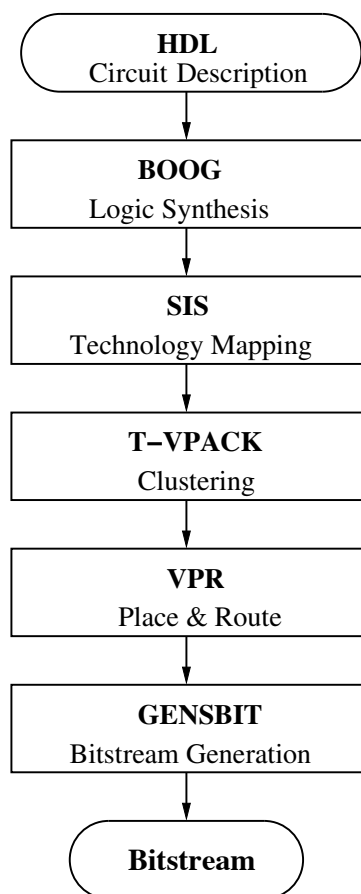 HDL
Circuit Description
BOOG
Logic Synthesis
SIS
Technology Mapping
T−VPACK
Clustering
VPR
Place & Route
GENSBIT
Bitstream Generation
Bitstream